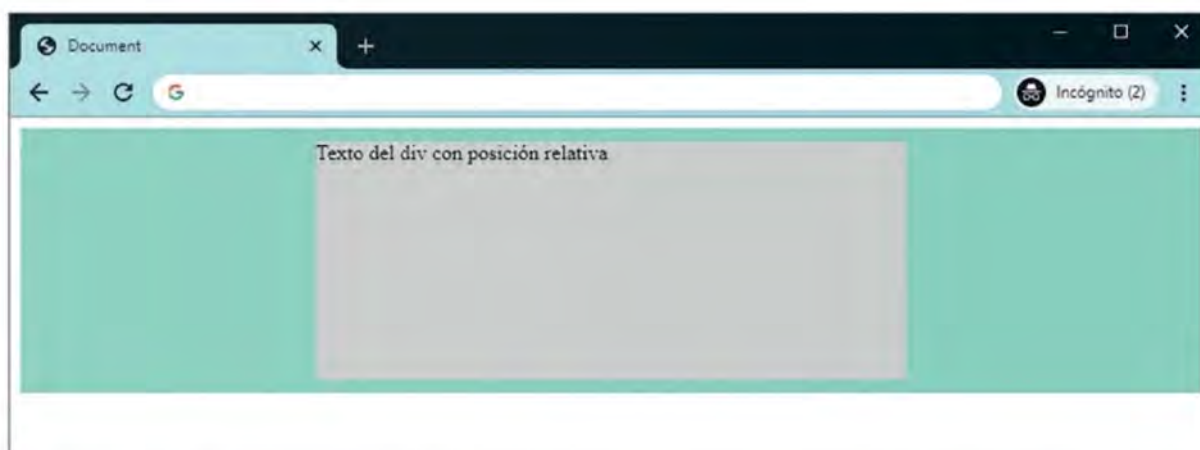 Document
Incógnito (2)
Texto del div con posición relativa